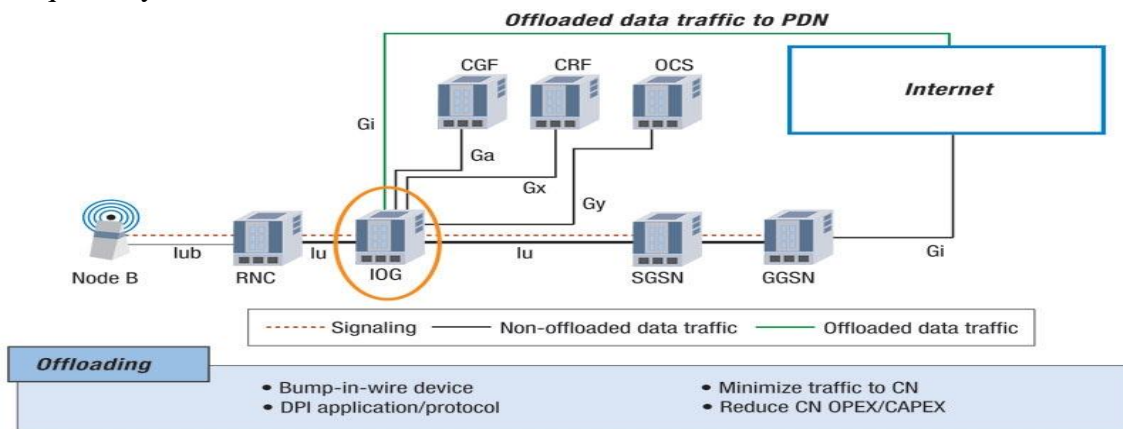 Offloaded data traffic to PDN
CGF
CRF
OCS
Internet
Gi
Ga
Gx
Gy
Iub
Iu
Iu
Gi
Node B
RNC
IOG
SGSN
GGSN
Signaling
Non-offloaded data traffic
Offloaded data traffic
Offloading
• Bump-in-wire device
• Minimize traffic to CN
• DPI application/protocol
• Reduce CN OPEX/CAPEX